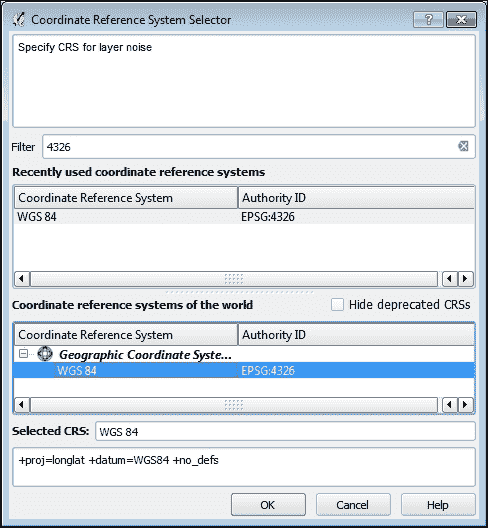 Coordinate Reference System Selector
Specify CRS for layer noise
Filter 4326
Recently used coordinate reference systems
Coordinate Reference System Authority ID
WGS 84 EPSG:4326
Coordinate reference systems of the world Hide deprecated CRSs
Coordinate Reference System Authority ID
Geographic Coordinate Syste...
WGS 84 EPSG:4326
Selected CRS: WGS 84
+proj=longlat +datum=WGS84 +no_defs
OK Cancel Help